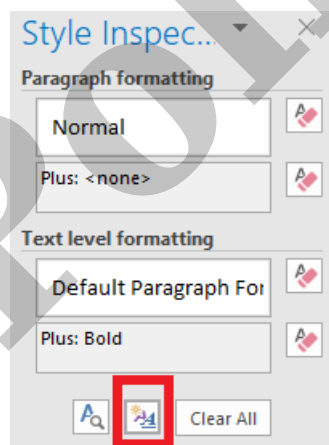 Style Inspec...
Paragraph formatting
Normal
Plus: <none>
Text level formatting
Default Paragraph For
Plus: Bold
Clear All